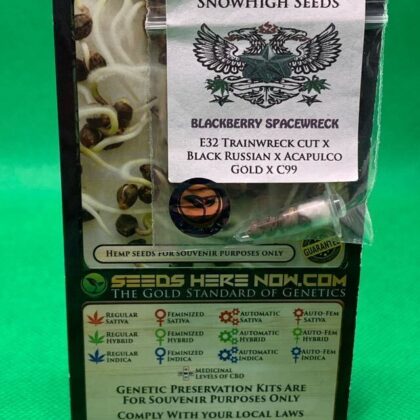 SnowHigh Seeds
Blackberry Spacewreck
E32 Trainwreck cut x
Black Russian x Acapulco
Gold x C99
Guarantee
Hemp seeds for souvenir purposes only
SEEDS HERE NOW.COM
The Gold Standard of Genetics
Regular Sativa
Feminized Sativa
Automatic Sativa
Auto-Fem Sativa
Regular Hybrid
Feminized Hybrid
Automatic Hybrid
Auto-Fem Hybrid
Regular Indica
Feminized Indica
Automatic Indica
Auto-Fem Indica
Medicinal Levels of CBD
Genetic Preservation Kits Are
For Souvenir Purposes Only
Comply With Your Local Laws